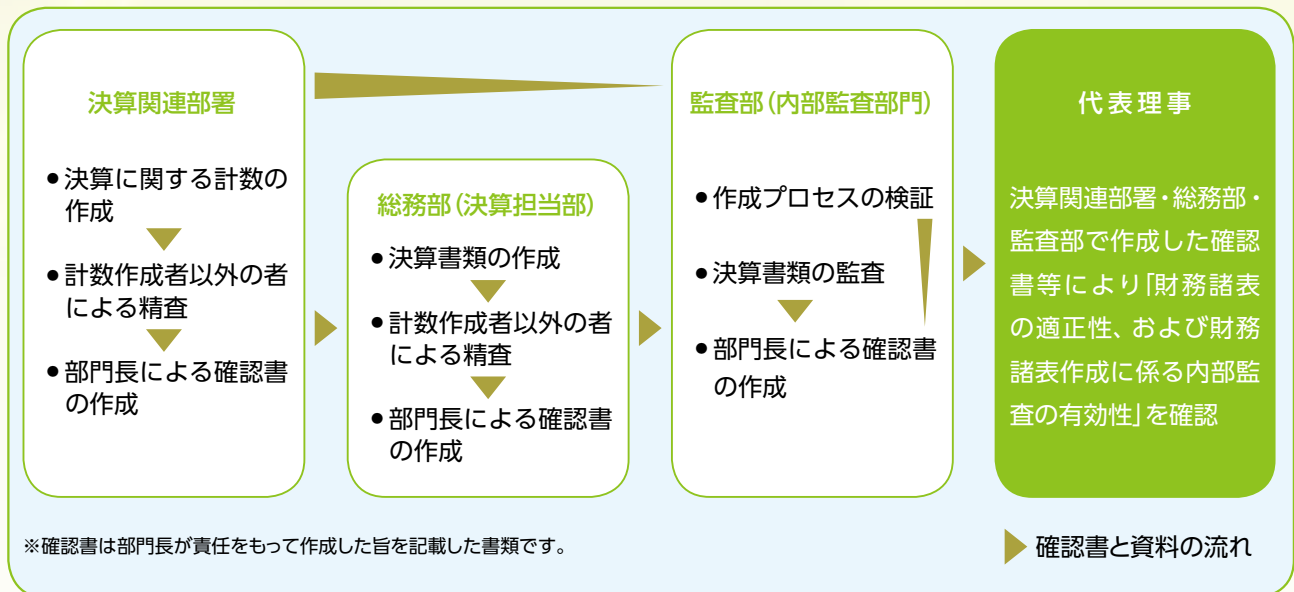 決算関連部署
●決算に関する計数の
作成
●計数作成者以外の者
による精査
●部門長による確認書
の作成
総務部(決算担当部)
●決算書類の作成
●計数作成者以外の者
による精査
●部門長による確認書
の作成
監査部(内部監査部門)
●作成プロセスの検証
●決算書類の監査
●部門長による確認書
の作成
代表理事
決算関連部署・総務部・
監査部で作成した確認
書等により「財務諸表
の適正性、および財務
諸表作成に係る内部監
査の有効性」を確認
※確認書は部門長が責任をもって作成した旨を記載した書類です。
確認書と資料の流れ